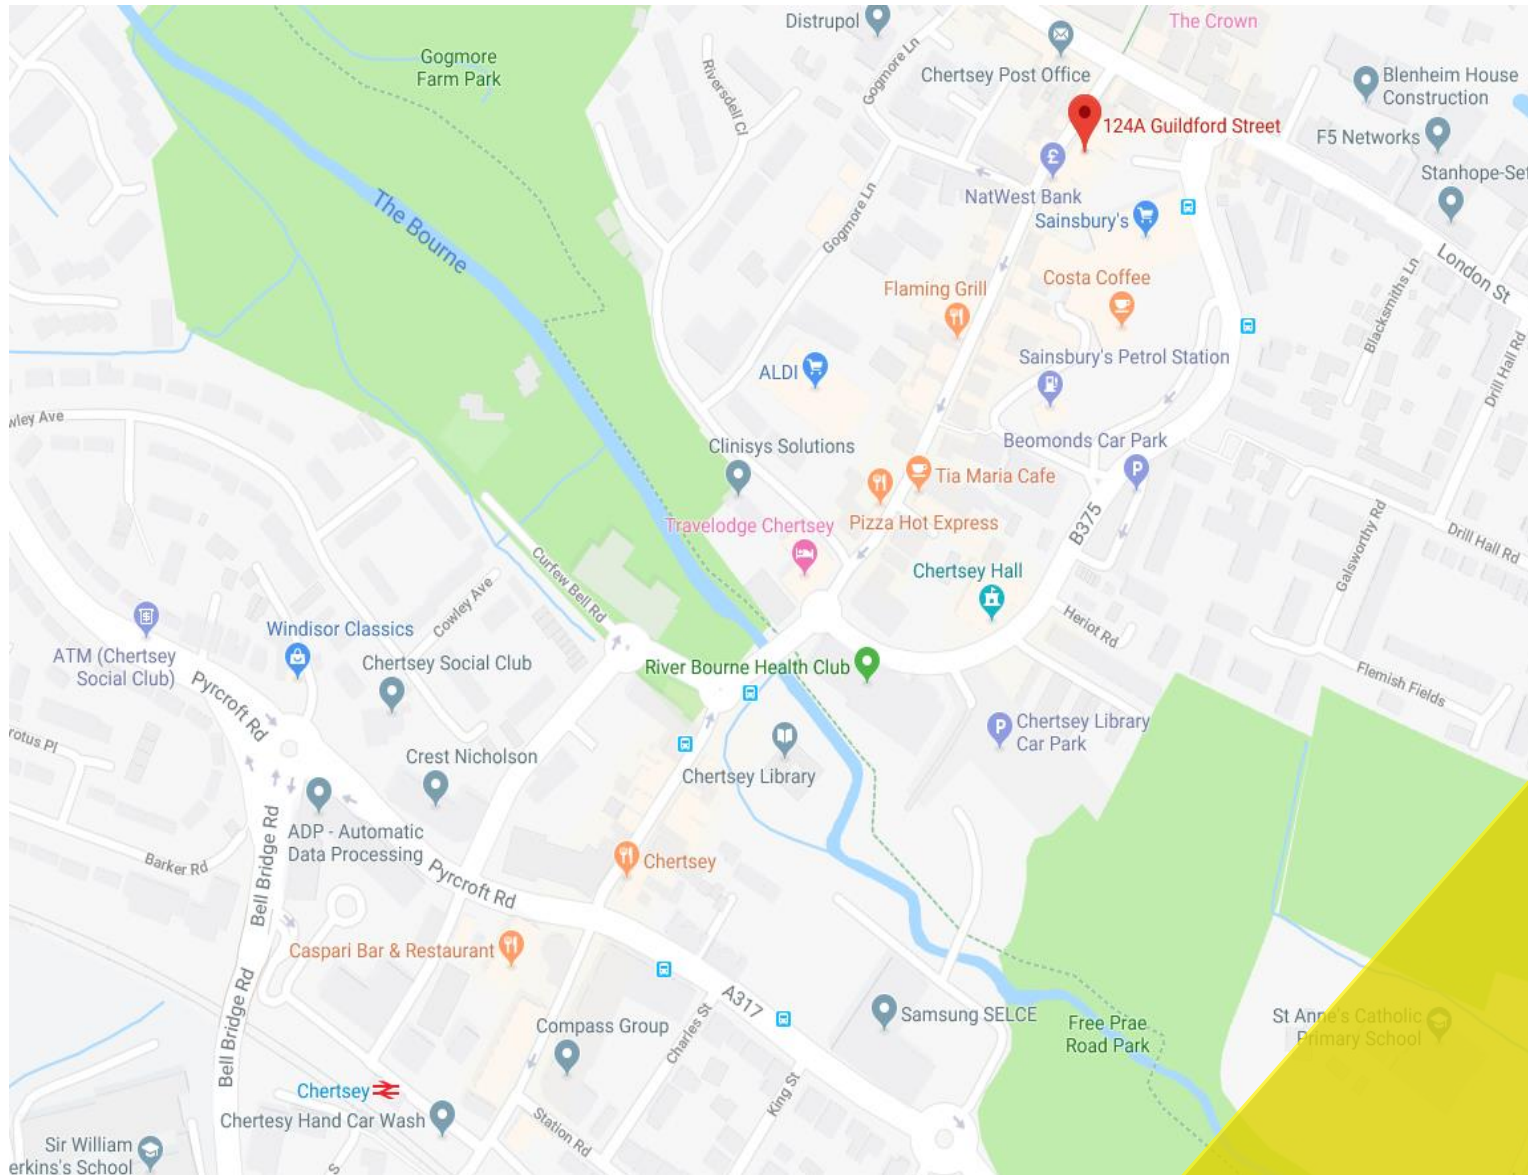 Distrupol
The Crown
Gogmore
Farm Park
Gogmore Ln
Riversdell Cl
Chertsey Post Office
Blenheim House
Construction
124A Guildford Street
F5 Networks
Stanhope-Sef
NatWest Bank
Sainsbury's
The Bourne
Gogmore Ln
London St
Flaming Grill
Costa Coffee
Blacksmiths Ln
Drill Hall Rd
Sainsbury's Petrol Station
ALDI
wley Ave
Clinisys Solutions
Beomonds Car Park
Tia Maria Cafe
Travelodge Chertsey
Pizza Hot Express
B375
Galsworthy Rd
Drill Hall Rd
Curfew Bell Rd
Chertsey Hall
Cowley Ave
Heriot Rd
Windisor Classics
ATM (Chertsey
Social Club)
Chertsey Social Club
River Bourne Health Club
Flemish Fields
Pyrcroft Rd
rotus Pl
Chertsey Library
Car Park
Crest Nicholson
Chertsey Library
ADP - Automatic
Data Processing
Barker Rd
Bell Bridge Rd
Pyrcroft Rd
Chertsey
Caspari Bar & Restaurant
A317
Bell Bridge Rd
Compass Group
Charles St
Samsung SELCE
Free Prae
Road Park
St Anne's Catholic
Primary School
Chertsey
King St
Chertesy Hand Car Wash
Station Rd
Sir William
erkins's School
S